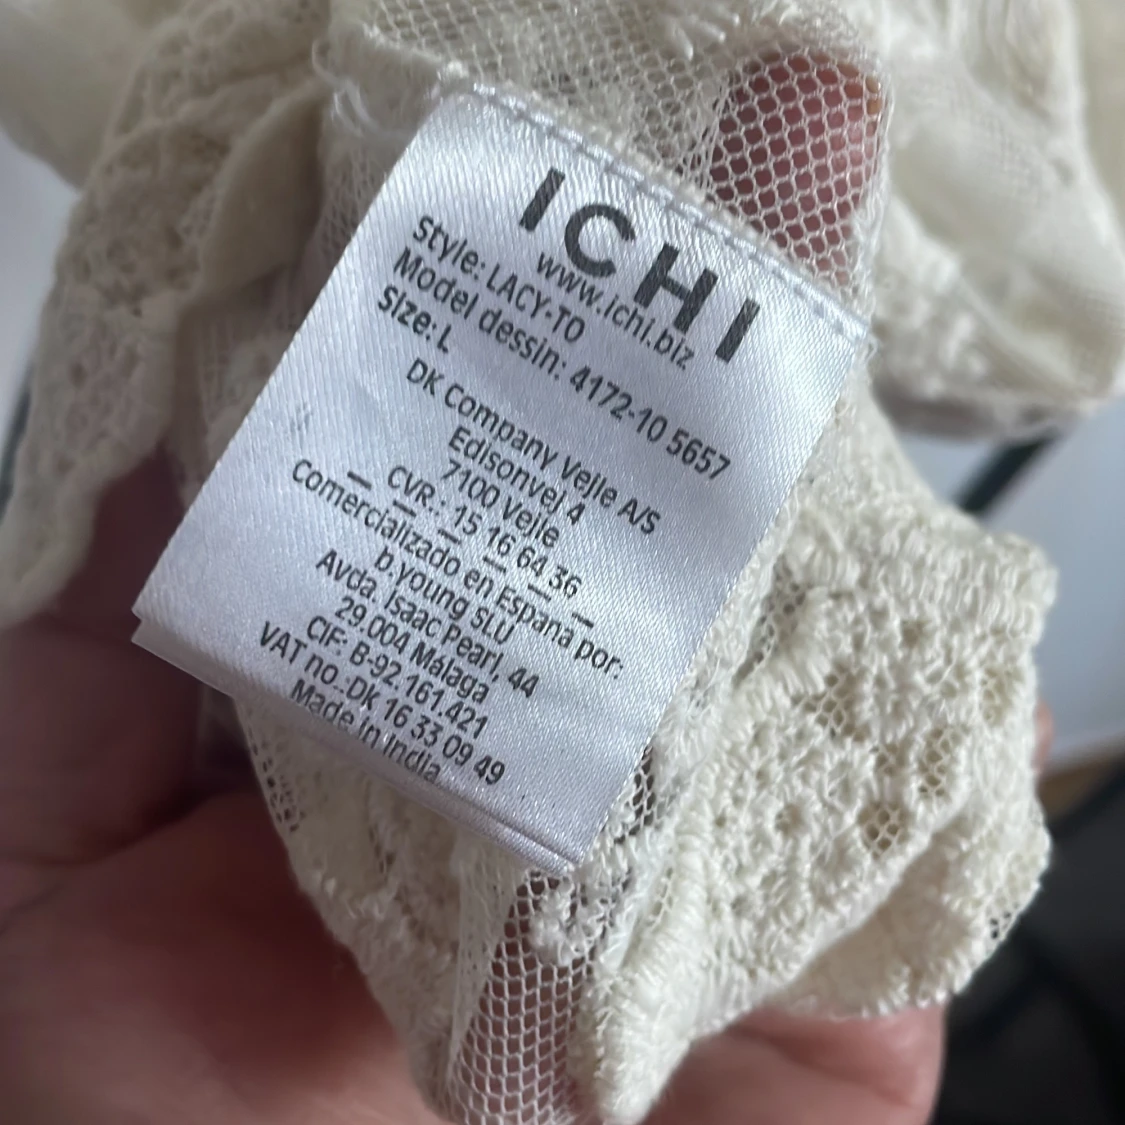 ICHI
www.ichi.biz
Style: LACY-TO
Model dessin: 4172-10 5657
Size: L
DK Company Vejle A/S
Edisonvej 4
7100 Vejle
CVR.: 15 16 64 36
Comercializado en Espana por:
b.young SLU
Avda. Isaac Pearl, 44
29.004 Málaga
CIF: B-92.161.421
VAT no.:DK 16 33 09 49
Made in India